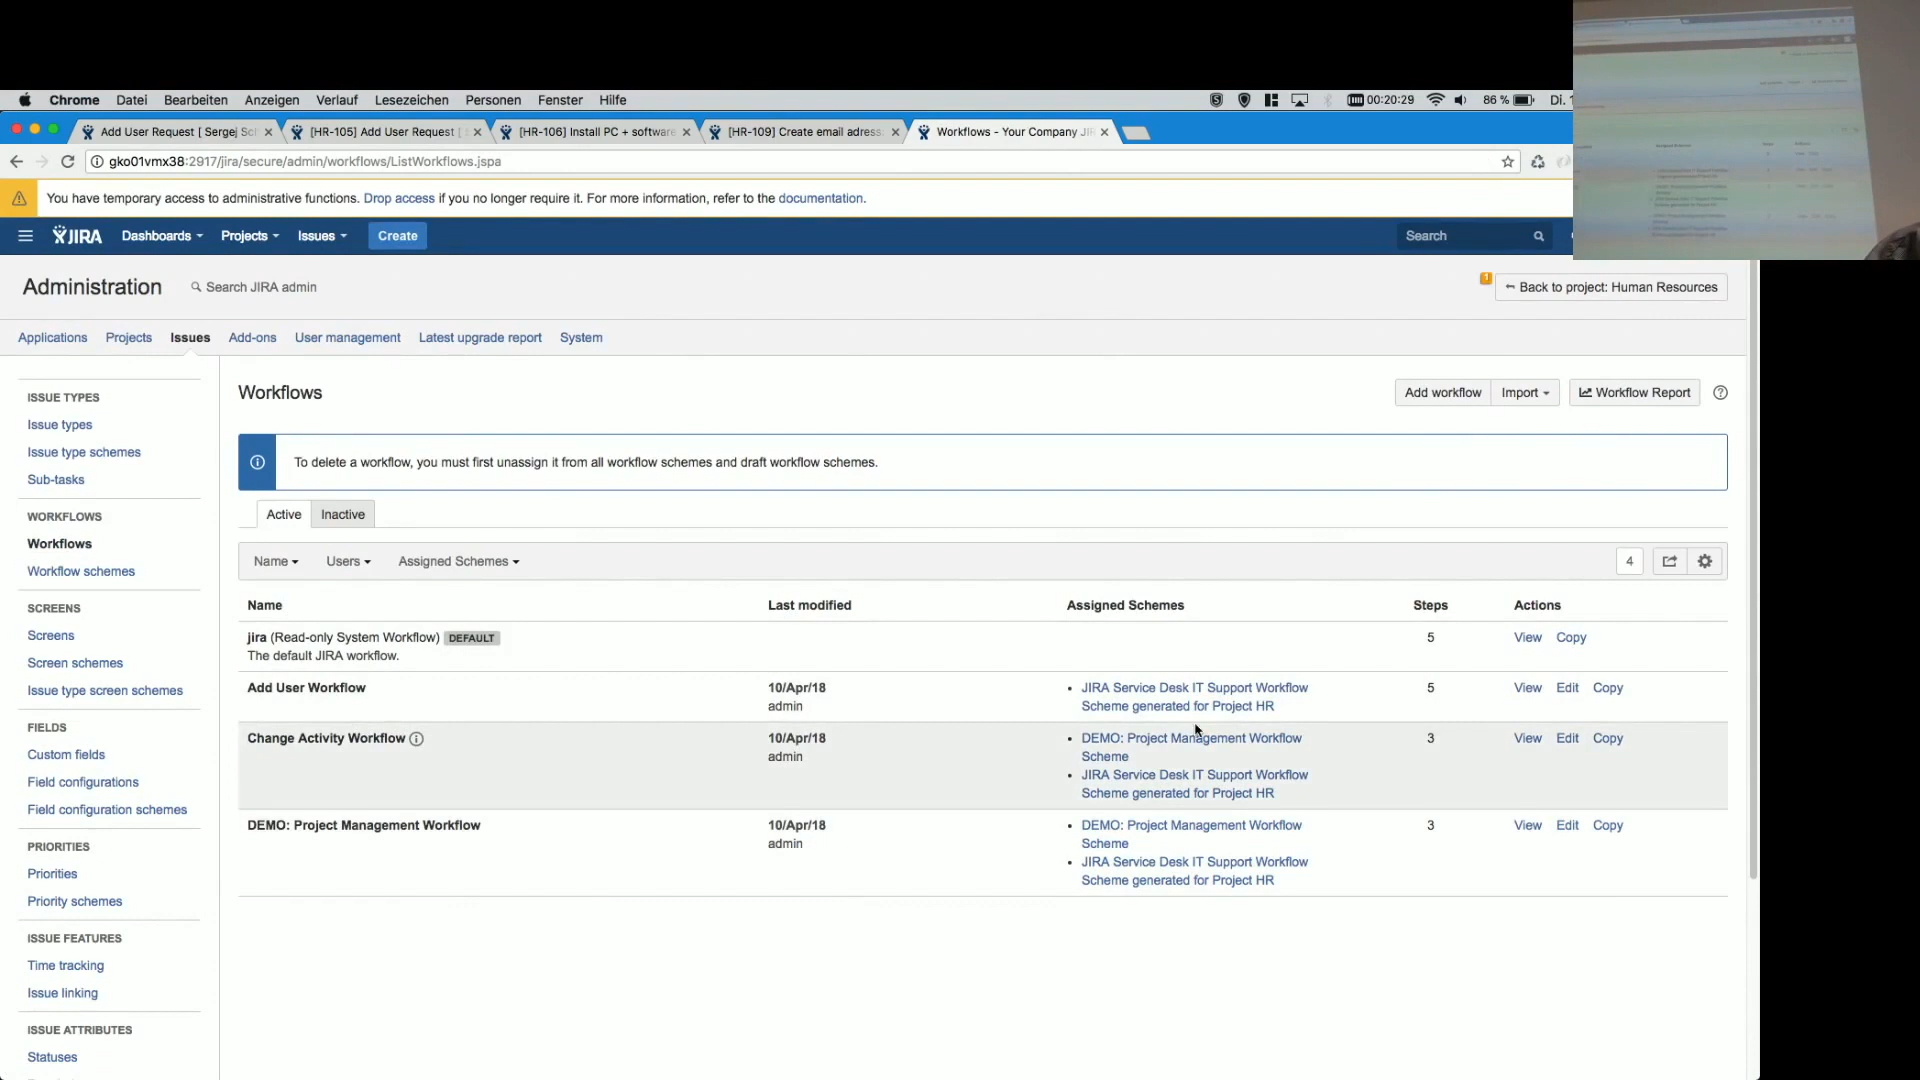 Chrome Datei Bearbeiten Anzeigen Verlauf Lesezeichen Personen Fenster Hilfe 00:20:29 86 % Di.
Add User Request [ Sergej [HR-105] Add User Request [ [HR-106] Install PC + software [HR-109] Create email adress Workflows - Your Company JI
gko01vmx38:2917/jira/secure/admin/workflows/ListWorkflows.jspa
You have temporary access to administrative functions. Drop access if you no longer require it. For more information, refer to the documentation.
JIRA Dashboards Projects Issues Create Search
Administration Search JIRA admin Back to project: Human Resources
Applications Projects Issues Add-ons User management Latest upgrade report System
ISSUE TYPES
Issue types
Issue type schemes
Sub-tasks
WORKFLOWS
Workflows
Workflow schemes
SCREENS
Screens
Screen schemes
Issue type screen schemes
FIELDS
Custom fields
Field configurations
Field configuration schemes
PRIORITIES
Priorities
Priority schemes
ISSUE FEATURES
Time tracking
Issue linking
ISSUE ATTRIBUTES
Statuses
Workflows Add workflow Import Workflow Report
To delete a workflow, you must first unassign it from all workflow schemes and draft workflow schemes.
Active Inactive
Name Users Assigned Schemes 4
Name Last modified Assigned Schemes Steps Actions
jira (Read-only System Workflow) DEFAULT 5 View Copy
The default JIRA workflow.
Add User Workflow 10/Apr/18 • JIRA Service Desk IT Support Workflow 5 View Edit Copy
admin Scheme generated for Project HR
Change Activity Workflow 10/Apr/18 • DEMO: Project Management Workflow 3 View Edit Copy
admin Scheme
• JIRA Service Desk IT Support Workflow
Scheme generated for Project HR
DEMO: Project Management Workflow 10/Apr/18 • DEMO: Project Management Workflow 3 View Edit Copy
admin Scheme
• JIRA Service Desk IT Support Workflow
Scheme generated for Project HR